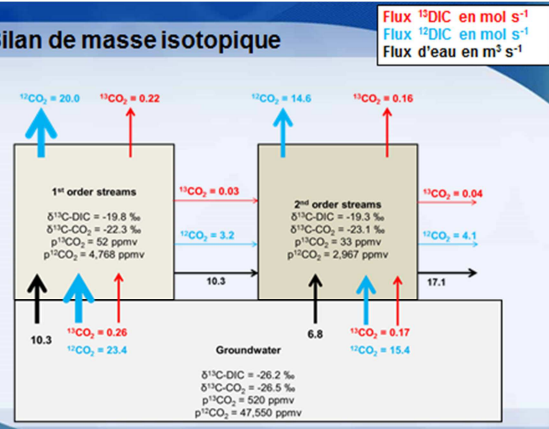 ilan de masse isotopique
Flux ¹³DIC en mol s⁻¹
Flux ¹²DIC en mol s⁻¹
Flux d'eau en m³ s⁻¹
¹²CO₂ = 20.0
¹³CO₂ = 0.22
¹²CO₂ = 14.6
¹³CO₂ = 0.16
1st order streams
δ¹³C-DIC = -19.8 ‰
δ¹³C-CO₂ = -22.3 ‰
p¹³CO₂ = 52 ppmv
p¹²CO₂ = 4,768 ppmv
¹³CO₂ = 0.03
¹²CO₂ = 3.2
10.3
2nd order streams
δ¹³C-DIC = -19.3 ‰
δ¹³C-CO₂ = -23.1 ‰
p¹³CO₂ = 33 ppmv
p¹²CO₂ = 2,967 ppmv
¹³CO₂ = 0.04
¹²CO₂ = 4.1
17.1
10.3
¹³CO₂ = 0.26
¹²CO₂ = 23.4
6.8
¹³CO₂ = 0.17
¹²CO₂ = 15.4
Groundwater
δ¹³C-DIC = -26.2 ‰
δ¹³C-CO₂ = -26.5 ‰
p¹³CO₂ = 520 ppmv
p¹²CO₂ = 47,550 ppmv